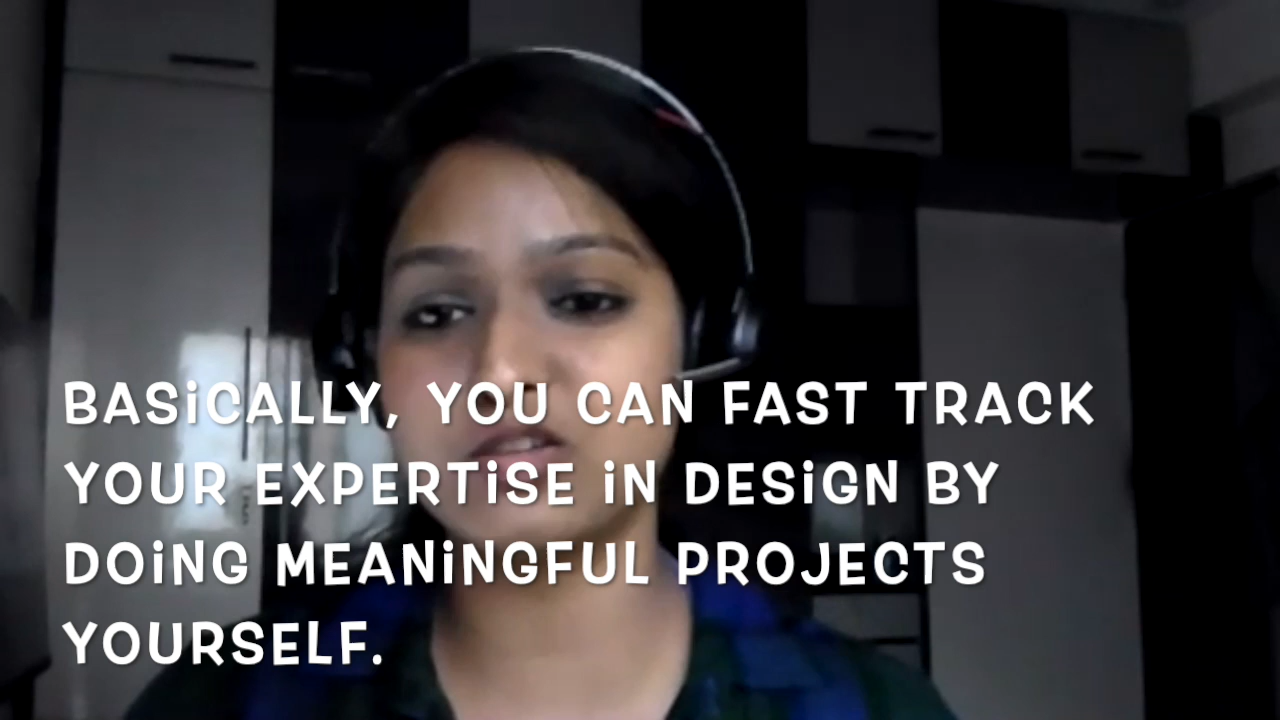 BASiCALLY, YOU CAN FAST TRACK
YOUR EXPERTiSE iN DESiGN BY
DOiNG MEANiNGFUL PROJECTS
YOURSELF.